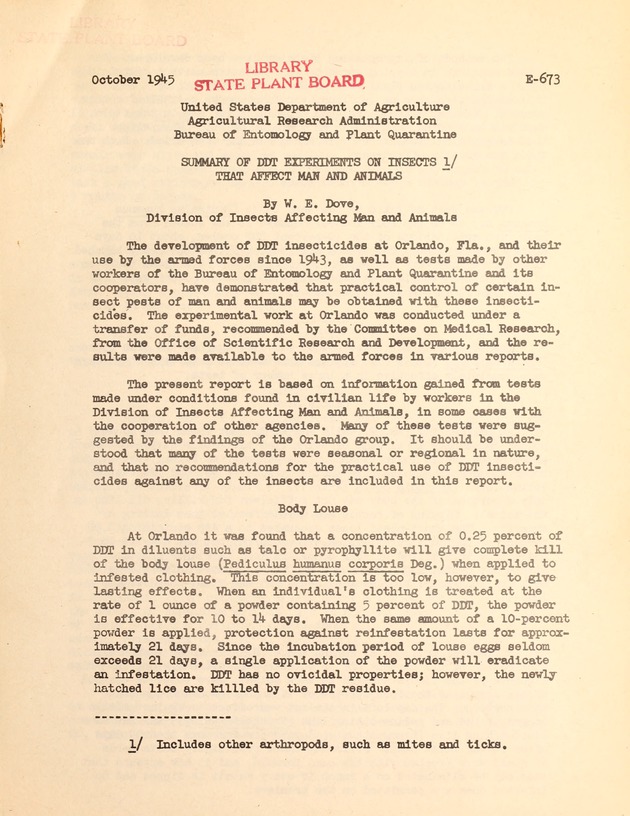 LIBRARY
STATE PLANT BOARD
LIBRARY
October 1945 STATE PLANT BOARD E-673
United States Department of Agriculture
Agricultural Research Administration
Bureau of Entomology and Plant Quarantine
SUMMARY OF DDT EXPERIMENTS ON INSECTS 1/
THAT AFFECT MAN AND ANIMALS
By W. E. Dove,
Division of Insects Affecting Man and Animals
The development of DDT insecticides at Orlando, Fla., and their
use by the armed forces since 1943, as well as tests made by other
workers of the Bureau of Entomology and Plant Quarantine and its
cooperators, have demonstrated that practical control of certain in-
sect pests of man and animals may be obtained with these insecti-
cides. The experimental work at Orlando was conducted under a
transfer of funds, recommended by the Committee on Medical Research,
from the Office of Scientific Research and Development, and the re-
sults were made available to the armed forces in various reports.
The present report is based on information gained from tests
made under conditions found in civilian life by workers in the
Division of Insects Affecting Man and Animals, in some cases with
the cooperation of other agencies. Many of these tests were sug-
gested by the findings of the Orlando group. It should be under-
stood that many of the tests were seasonal or regional in nature,
and that no recommendations for the practical use of DDT insecti-
cides against any of the insects are included in this report.
Body Louse
At Orlando it was found that a concentration of 0.25 percent of
DDT in diluents such as talc or pyrophyllite will give complete kill
of the body louse (Pediculus humanus corporis Deg.) when applied to
infested clothing. This concentration is too low, however, to give
lasting effects. When an individual's clothing is treated at the
rate of 1 ounce of a powder containing 5 percent of DDT, the powder
is effective for 10 to 14 days. When the same amount of a 10-percent
powder is applied, protection against reinfestation lasts for approx-
imately 21 days. Since the incubation period of louse eggs seldom
exceeds 21 days, a single application of the powder will eradicate
an infestation. DDT has no ovicidal properties; however, the newly
hatched lice are killled by the DDT residue.
1/ Includes other arthropods, such as mites and ticks.